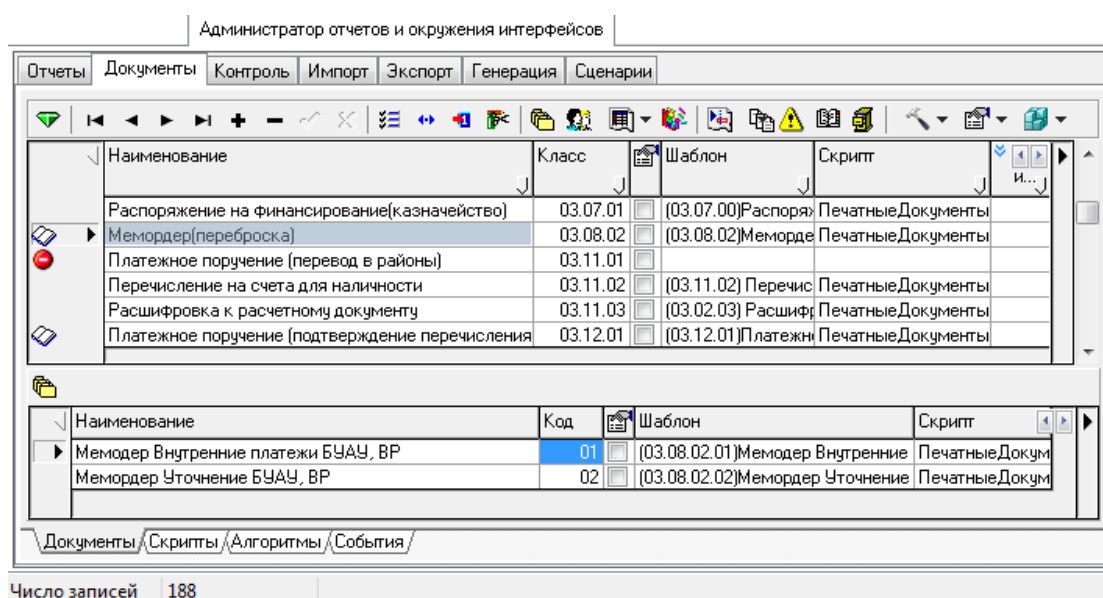 Администратор отчетов и окружения интерфейсов
Отчеты Документы Контроль Импорт Экспорт Генерация Сценарии
Наименование Класс Шаблон Скрипт и...
Распоряжение на финансирование(казначейство) 03.07.01 (03.07.00)Распоряж ПечатныеДокументы
Мемордер(переброска) 03.08.02 (03.08.02)Мемордe ПечатныеДокументы
Платежное поручение (перевод в районы) 03.11.01
Перечисление на счета для наличности 03.11.02 (03.11.02) Перечис ПечатныеДокументы
Расшифровка к расчетному документу 03.11.03 (03.02.03) Расшифр ПечатныеДокументы
Платежное поручение (подтверждение перечисления 03.12.01 (03.12.01)Платежн ПечатныеДокументы
Наименование Код Шаблон Скрипт
Мемодер Внутренние платежи БУАУ, ВР 01 (03.08.02.01)Мемодер Внутренние ПечатныеДокум
Мемордер Уточнение БУАУ, ВР 02 (03.08.02.02)Мемордер Уточнение ПечатныеДокум
Документы Скрипты Алгоритмы События
Число записей 188